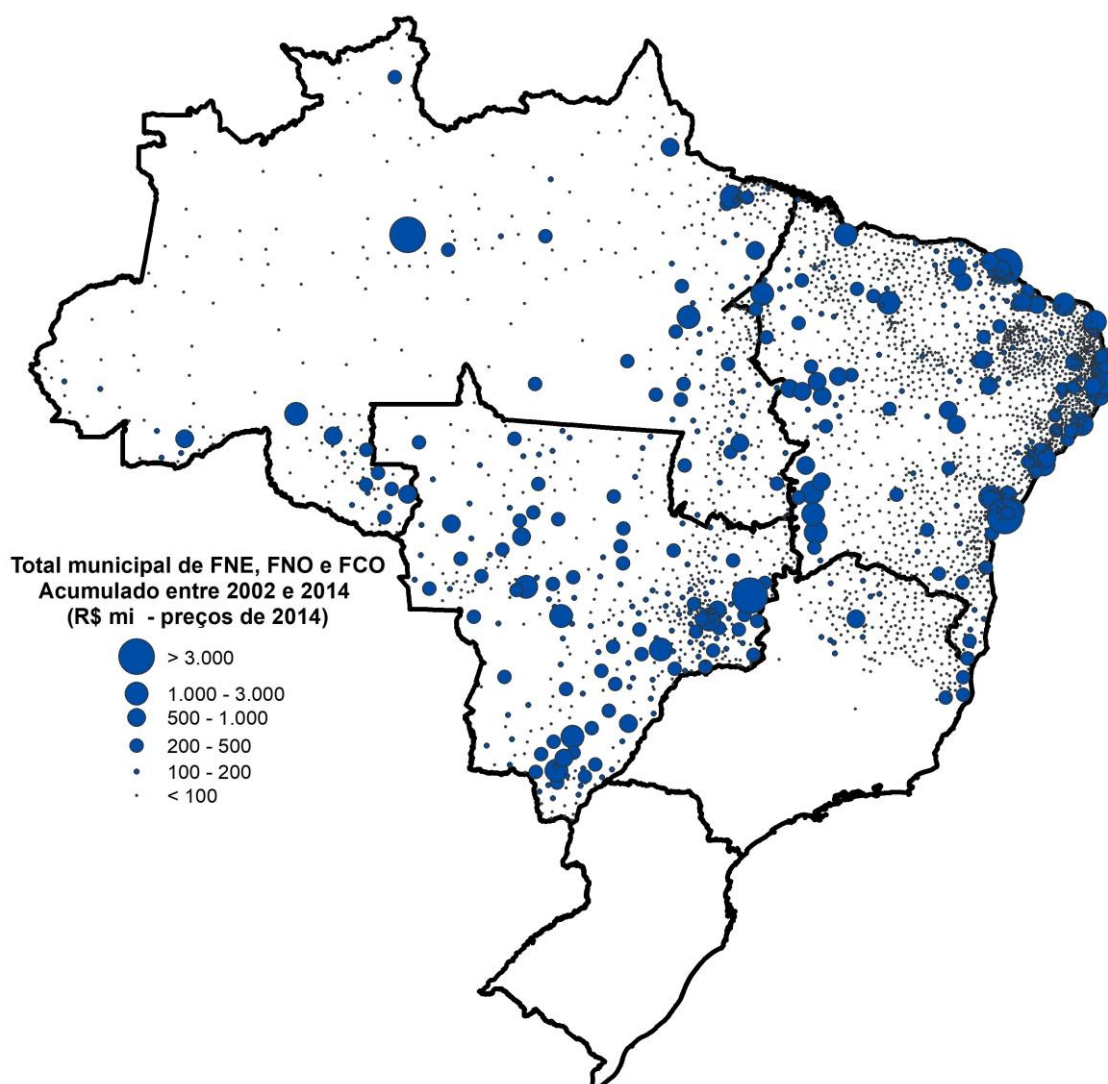 Total municipal de FNE, FNO e FCO
Acumulado entre 2002 e 2014
(R$ mi - preços de 2014)
> 3.000
1.000 - 3.000
500 - 1.000
200 - 500
100 - 200
< 100